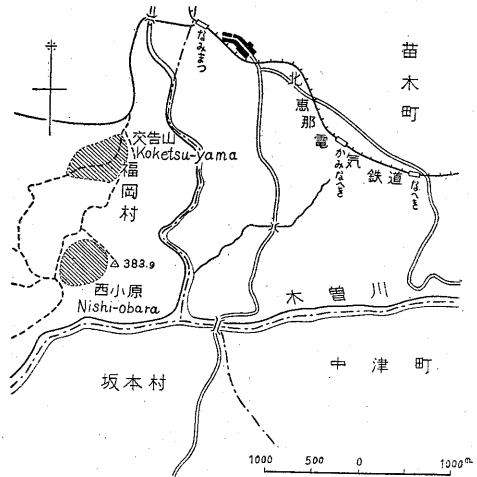 なみまつ
苗木町
北恵那電気鉄道
かみなへぎ
なへぎ
交告山
Koketsu-yama
福岡村
383.9
西小原
Nishi-obara
木曽川
坂本村
中津町
1000 500 0 1000m